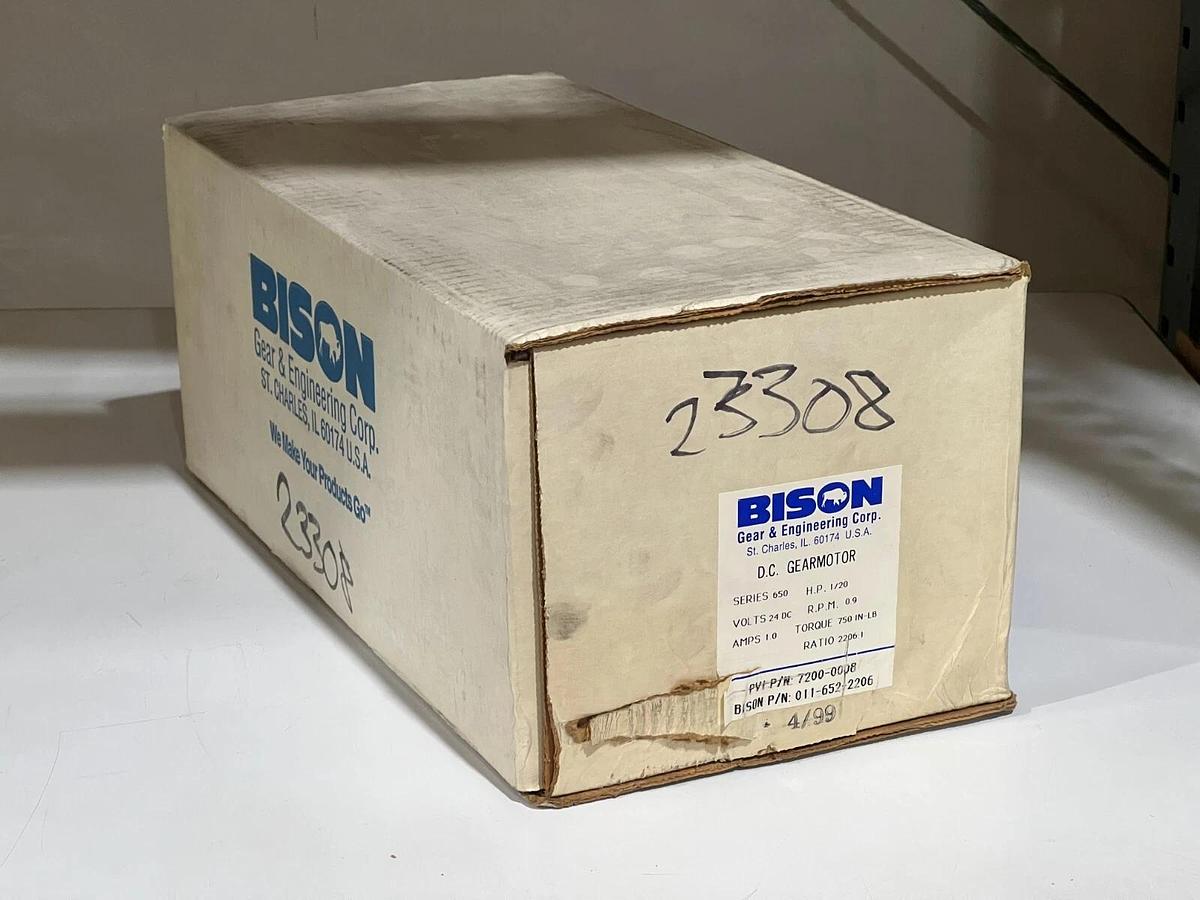 BISON
Gear & Engineering Corp.
ST. CHARLES, IL 60174 U.S.A.
We Make Your Products Go™
23308
23308
BISON
Gear & Engineering Corp.
St. Charles, IL. 60174 U.S.A.
D.C. GEARMOTOR
SERIES 650 H.P. 1/20
VOLTS 24 DC R.P.M. 0.9
AMPS 1.0 TORQUE 750 IN-LB
RATIO 2206:1
PVI P/N: 7200-0008
BISON P/N: 011-652-2206
4/99